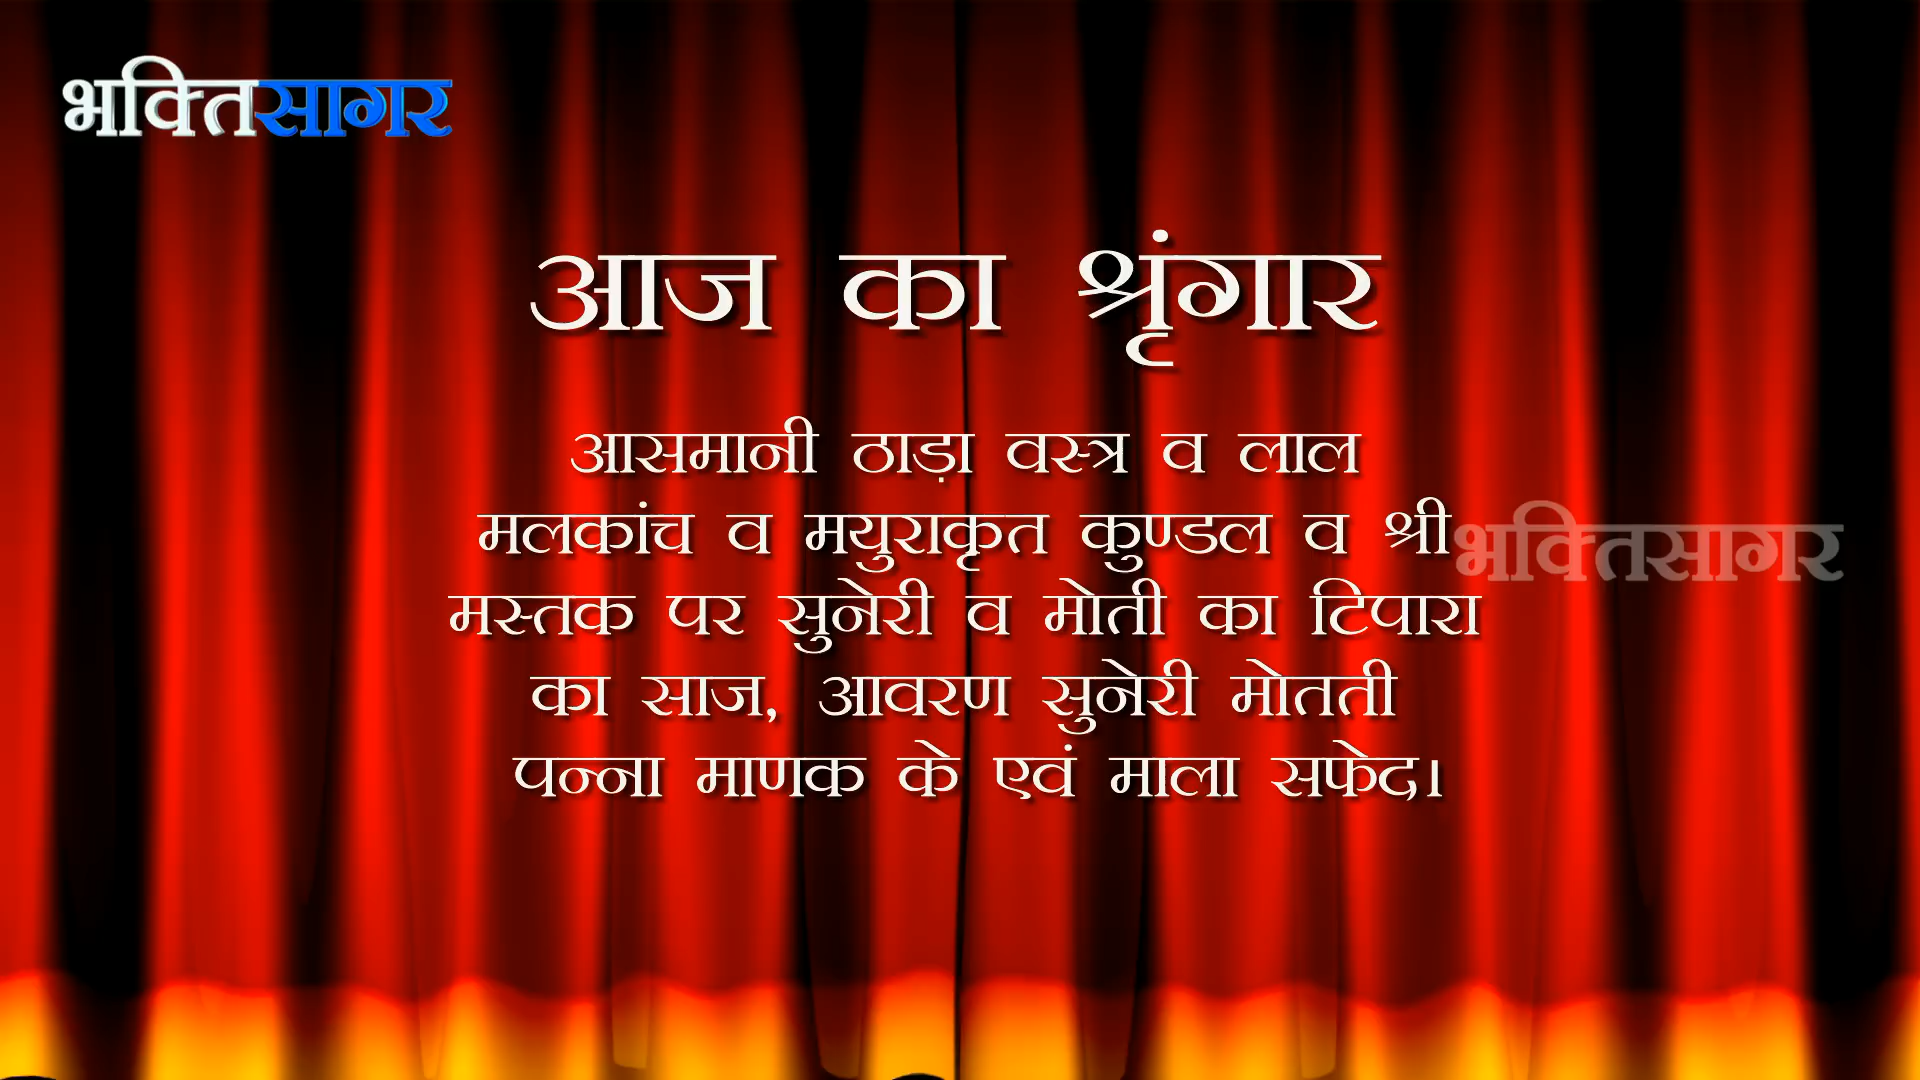 भक्तिसागर
आज का श्रृंगार
आसमानी ठाड़ा वस्त्र व लाल
मलकांच व मयुराकृत कुण्डल व श्री
भक्तिसागर
मस्तक पर सुनेरी व मोती का टिपारा
का साज, आवरण सुनेरी मोतती
पन्ना माणक के एवं माला सफेद।